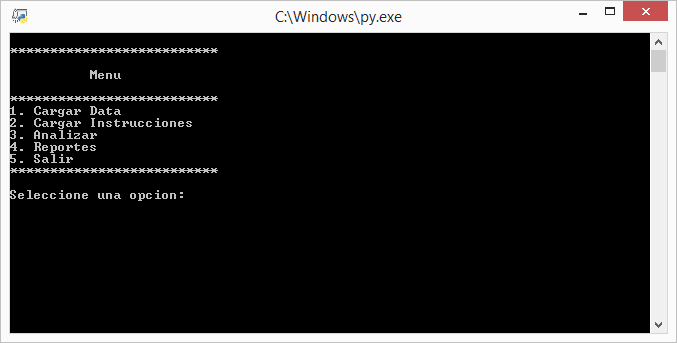 C:\Windows\py.exe
**************************
Menu
**************************
1. Cargar Data
2. Cargar Instrucciones
3. Analizar
4. Reportes
5. Salir
**************************
Seleccione una opcion: